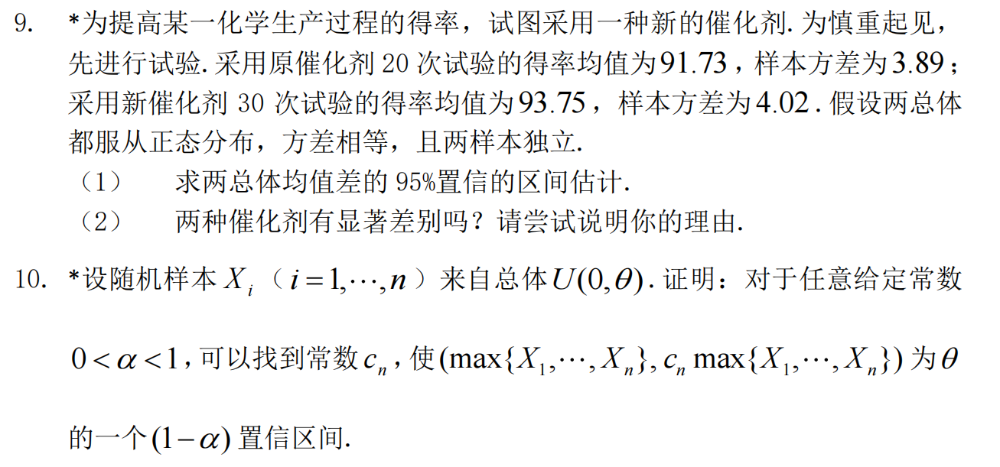 9. *为提高某一化学生产过程的得率，试图采用一种新的催化剂.为慎重起见，
先进行试验.采用原催化剂 20 次试验的得率均值为91.73，样本方差为3.89；
采用新催化剂 30 次试验的得率均值为93.75，样本方差为4.02.假设两总体
都服从正态分布，方差相等，且两样本独立.
（1） 求两总体均值差的 95%置信的区间估计.
（2） 两种催化剂有显著差别吗？请尝试说明你的理由.
10. *设随机样本 X_i（i=1,⋯,n）来自总体U(0,θ).证明：对于任意给定常数
0<α<1，可以找到常数c_n，使(max{X_1,⋯,X_n}, c_n max{X_1,⋯,X_n})为θ
的一个(1−α)置信区间.